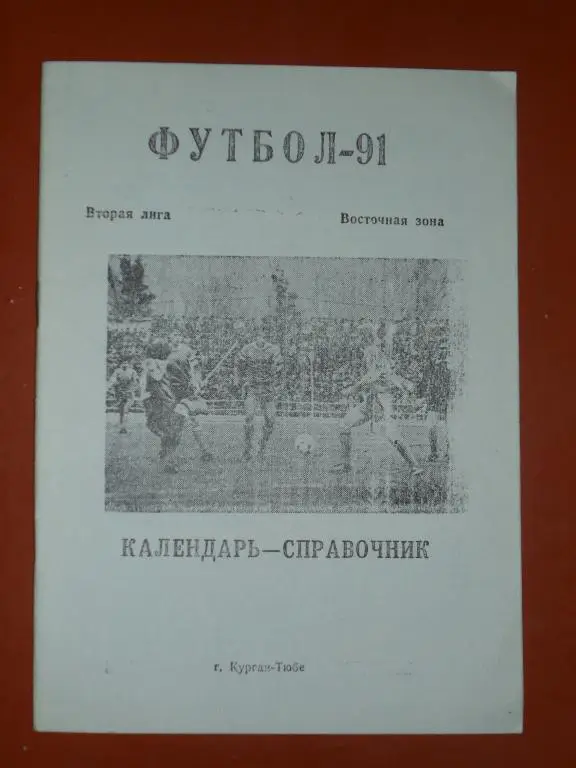 ФУТБОЛ-91
Вторая лига Восточная зона
КАЛЕНДАРЬ—СПРАВОЧНИК
г. Курган-Тюбе